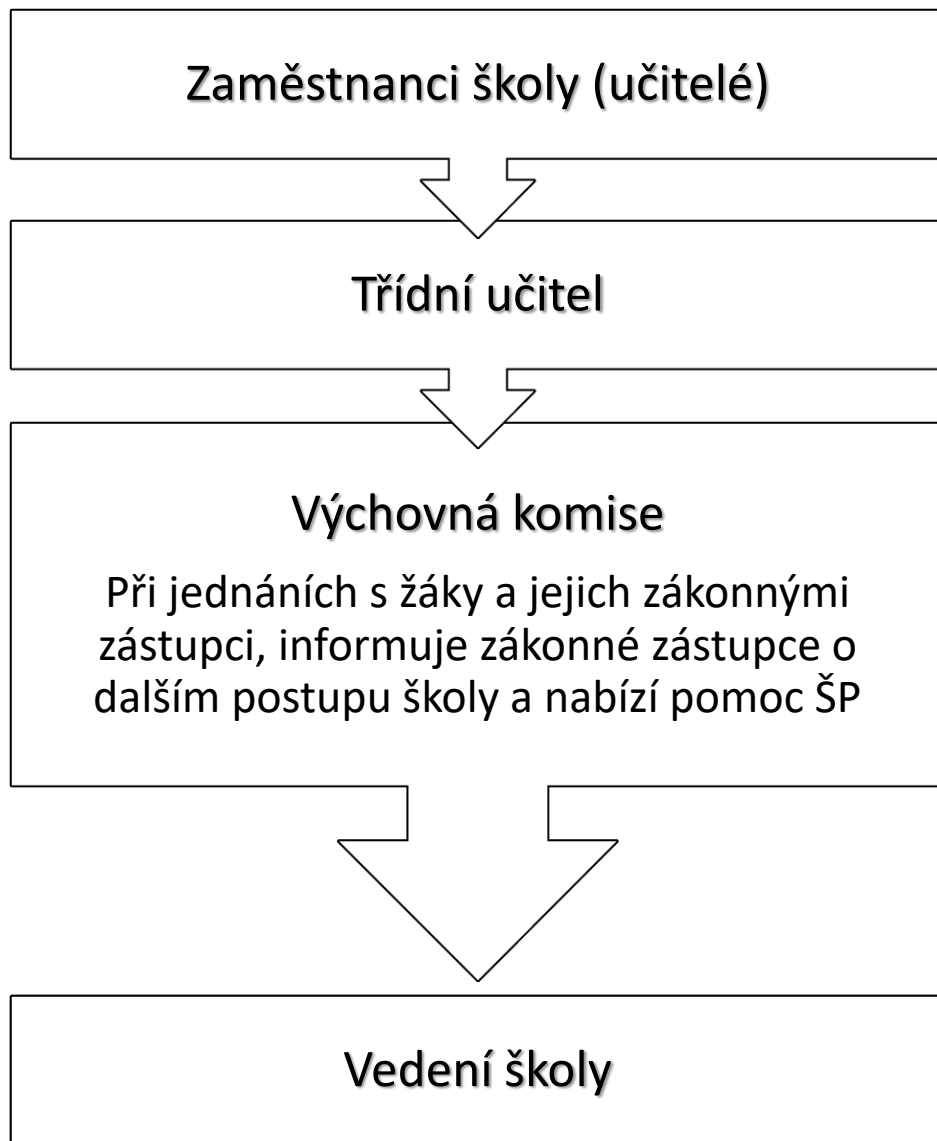 Zaměstnanci školy (učitelé)
Třídní učitel
Výchovná komise
Při jednáních s žáky a jejich zákonnými
zástupci, informuje zákonné zástupce o
dalším postupu školy a nabízí pomoc ŠP
Vedení školy